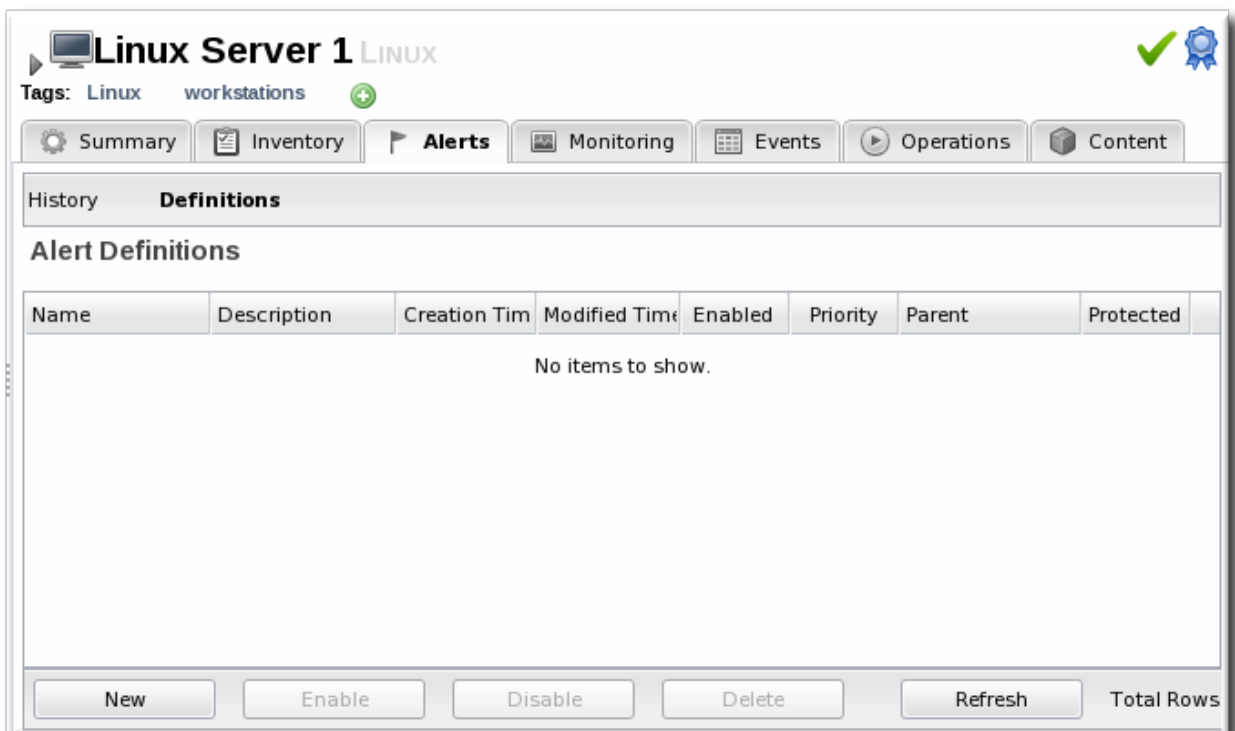 Linux Server 1 LINUX
Tags: Linux workstations
Summary Inventory Alerts Monitoring Events Operations Content
History Definitions
Alert Definitions
Name Description Creation Tim Modified Time Enabled Priority Parent Protected
No items to show.
New Enable Disable Delete Refresh Total Rows